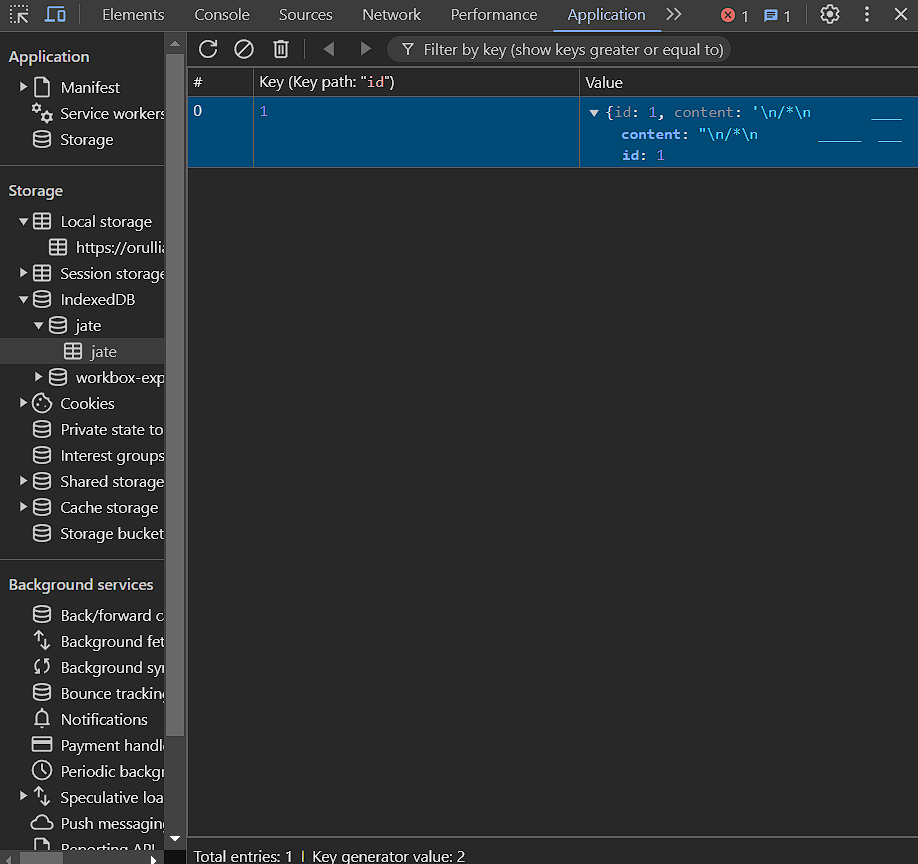 Elements Console Sources Network Performance Application 1 1
Application
Manifest
Service workers
Storage
Storage
Local storage
https://orullia
Session storage
IndexedDB
jate
jate
workbox-exp
Cookies
Private state to
Interest groups
Shared storage
Cache storage
Storage bucket
Background services
Back/forward c
Background fet
Background syn
Bounce tracking
Notifications
Payment handl
Periodic backgr
Speculative loa
Push messaging
Reporting API
Filter by key (show keys greater or equal to)
# Key (Key path: "id") Value
0 1 {id: 1, content: '\n/*\n
content: "\n/*\n
id: 1
Total entries: 1 Key generator value: 2